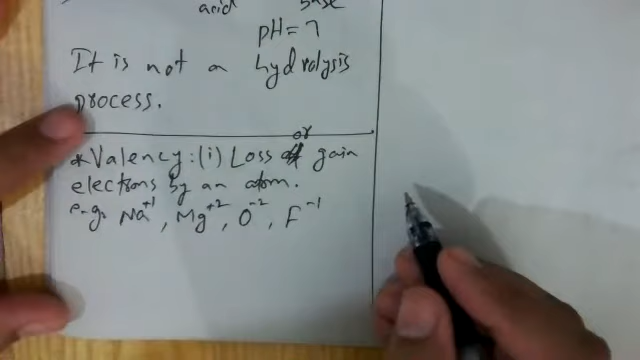 acid base
pH = 7
It is not a hydrolysis
process.
*Valency: (i) Loss or gain
electrons by an atom.
e.g. Na⁺¹, Mg⁺², O⁻², F⁻¹